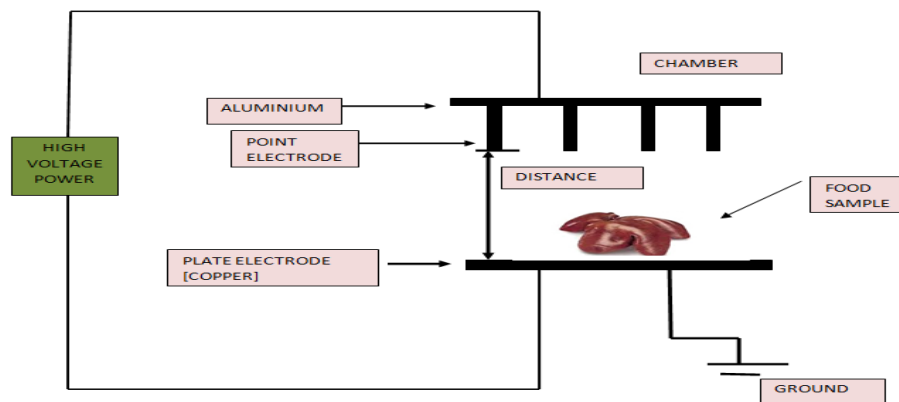 CHAMBER
ALUMINIUM
POINT
ELECTRODE
HIGH
VOLTAGE
POWER
DISTANCE
FOOD
SAMPLE
PLATE ELECTRODE
[COPPER]
GROUND